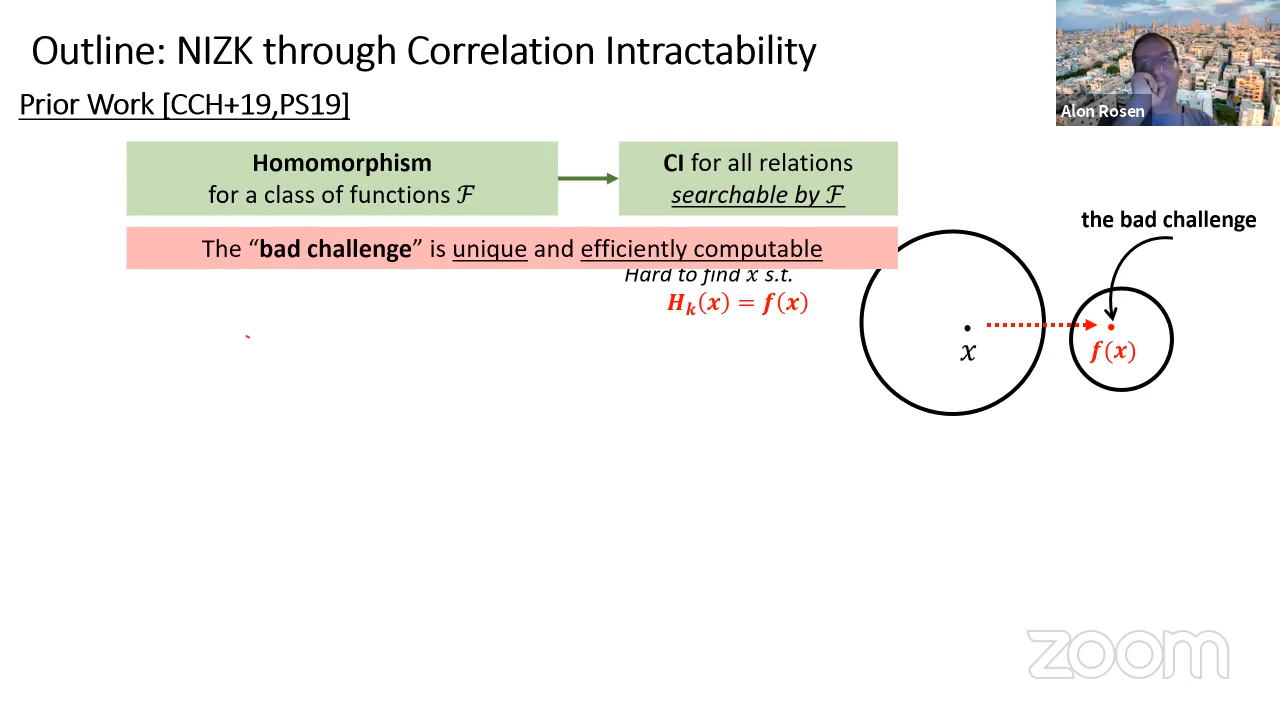 Outline: NIZK through Correlation Intractability
Prior Work [CCH+19,PS19]
Alon Rosen
Homomorphism
for a class of functions ℱ
CI for all relations
searchable by ℱ
The “bad challenge” is unique and efficiently computable
Hard to find x s.t.
H_k(x) = f(x)
the bad challenge
x
f(x)
zoom